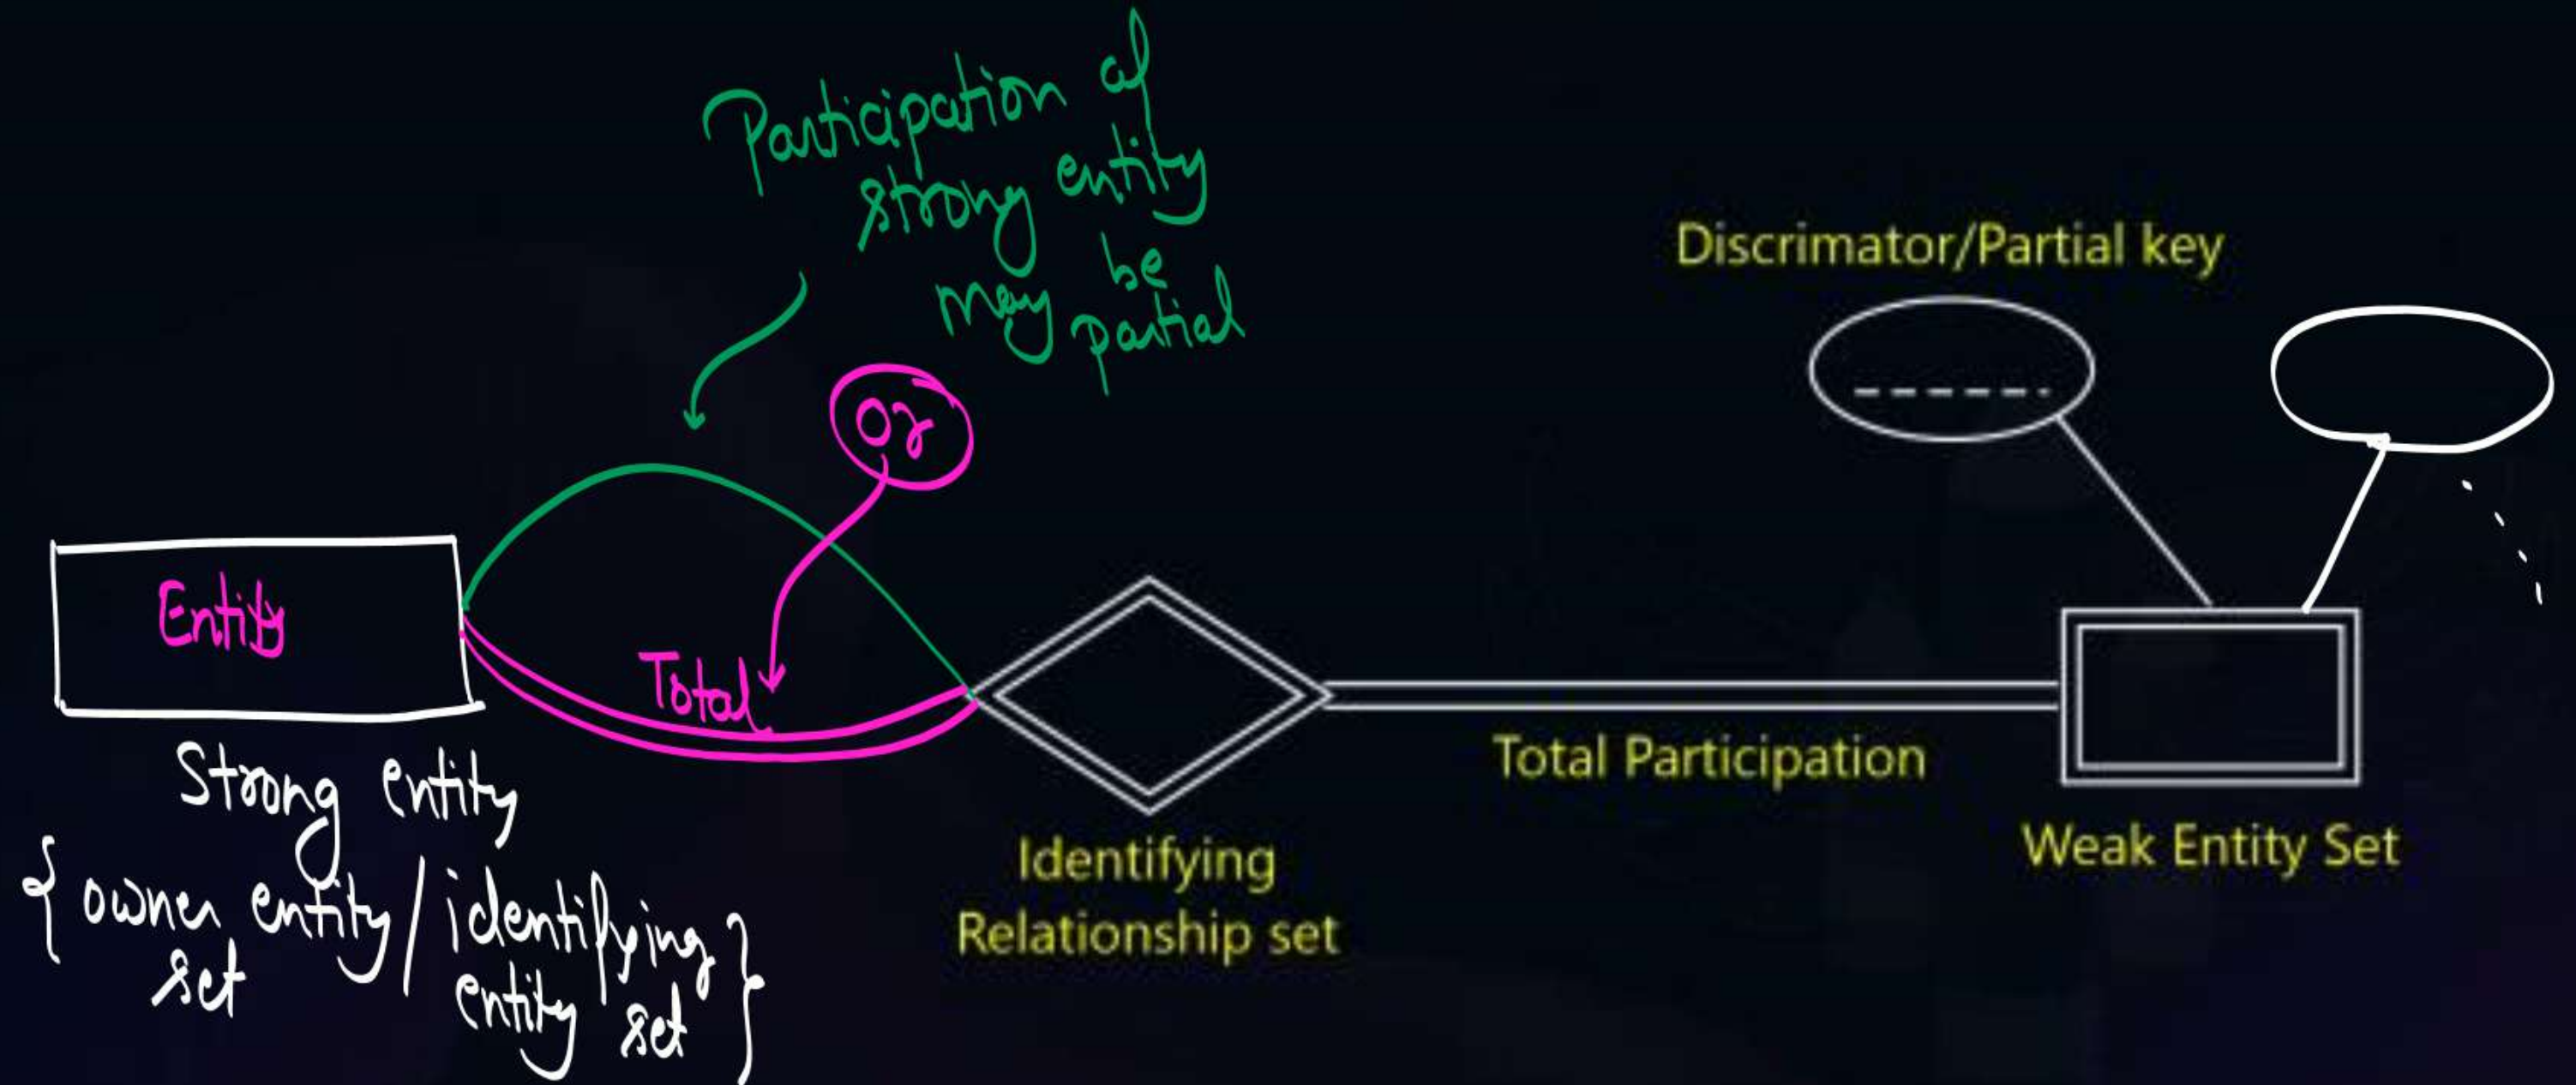 Participation of
strong entity
may be
partial
Or
Discrimator/Partial key
Entity
Total
Strong entity
{ owner entity / identifying }
set entity set
Identifying
Relationship set
Total Participation
Weak Entity Set